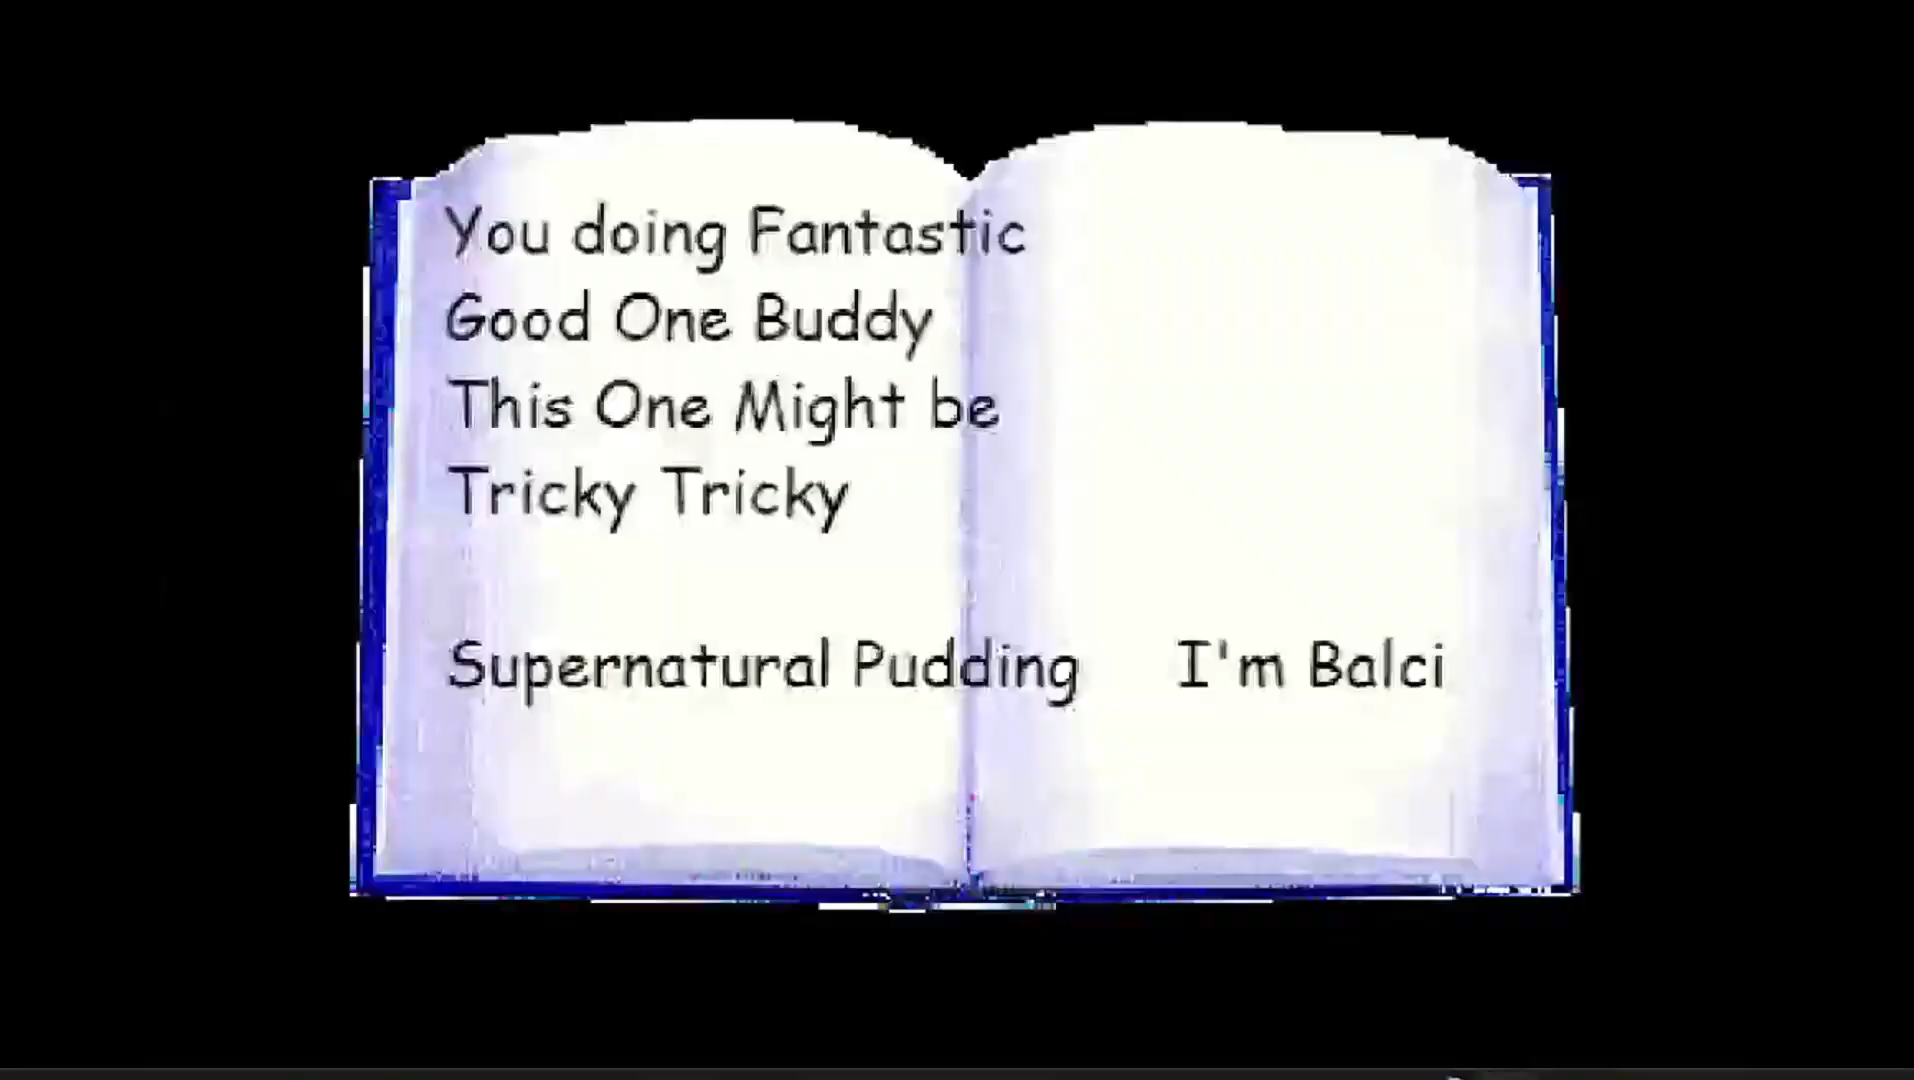 You doing Fantastic
Good One Buddy
This One Might be
Tricky Tricky
Supernatural Pudding I'm Balci